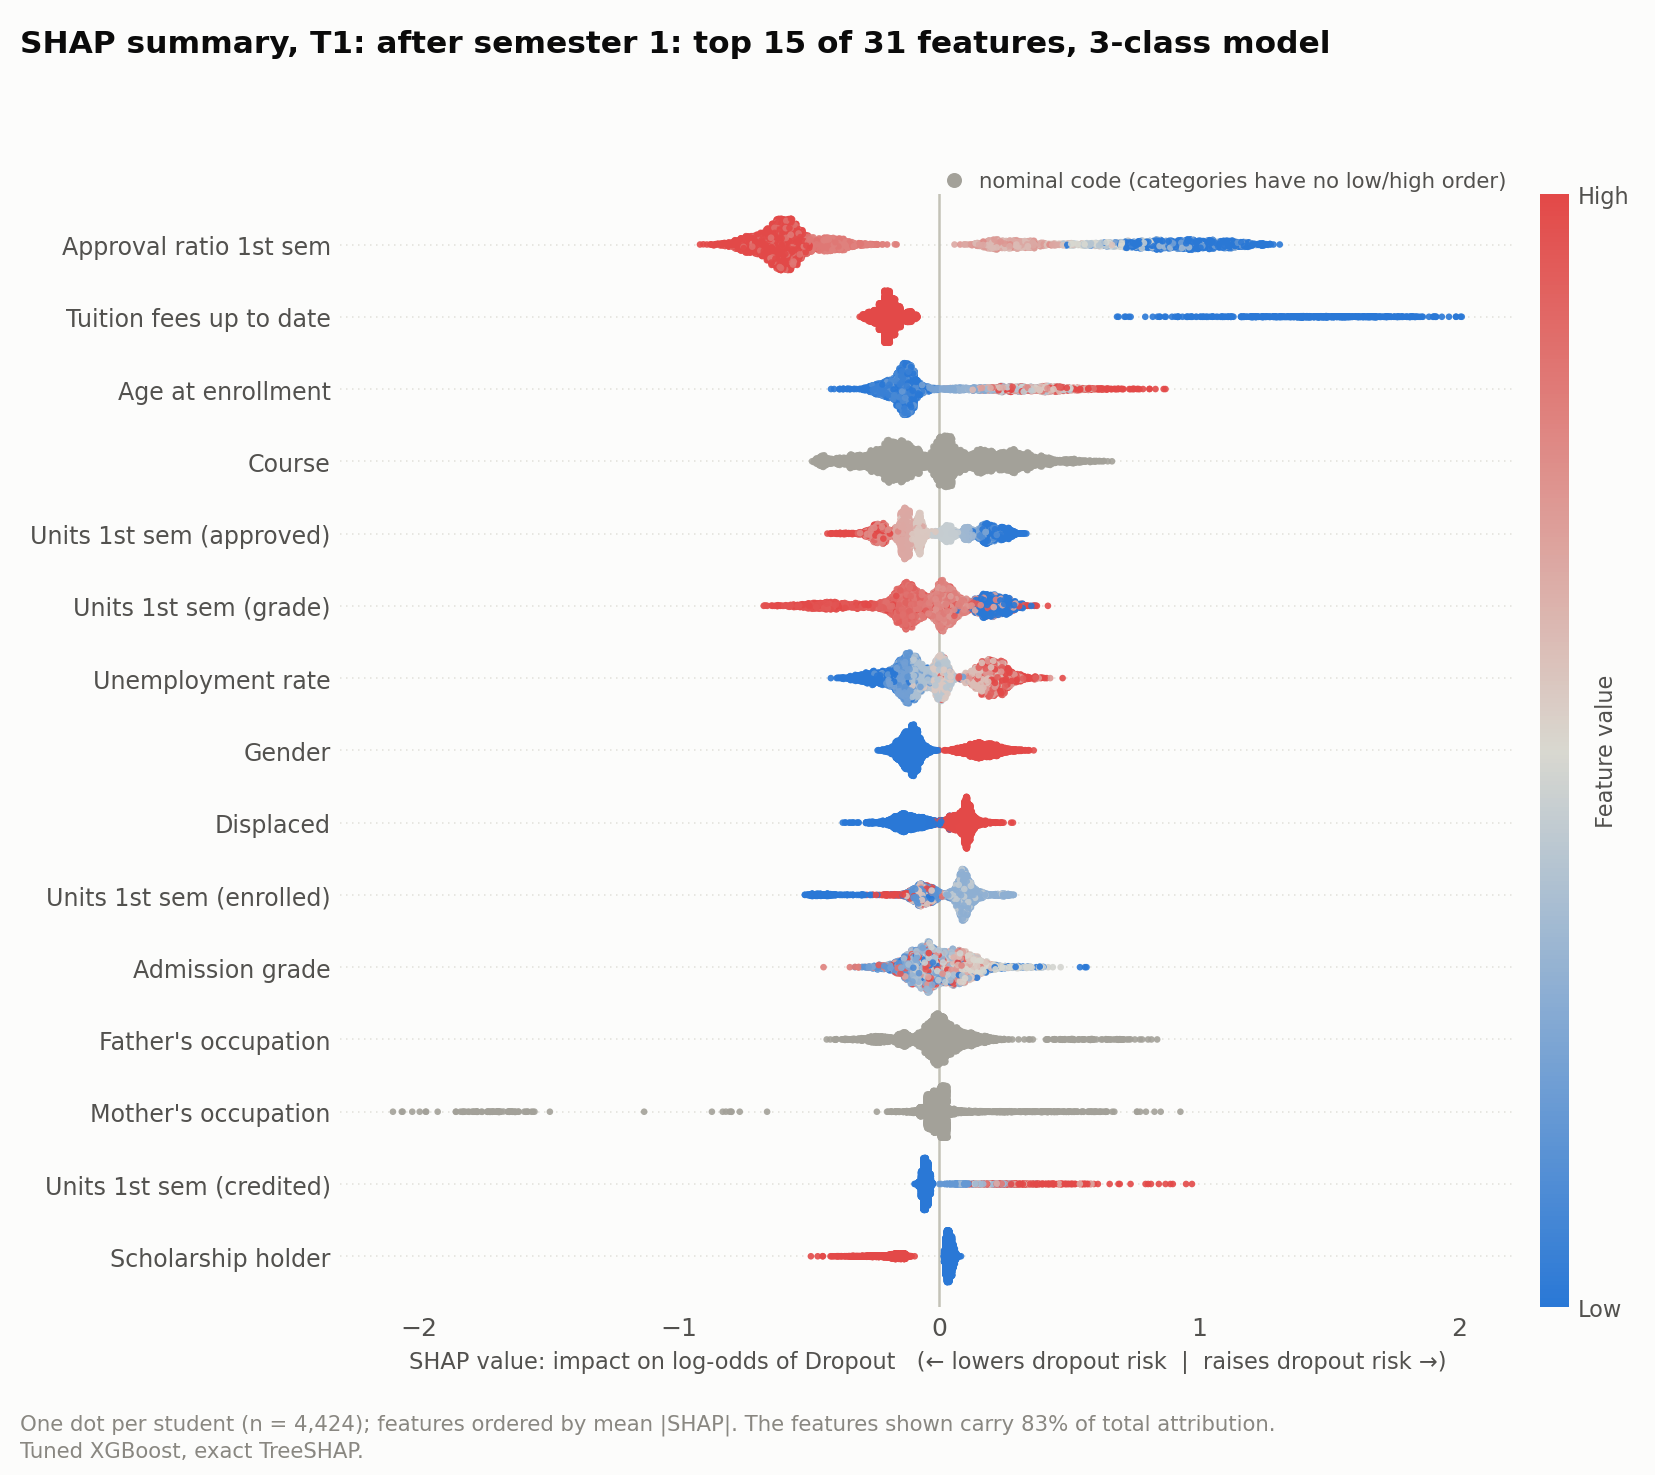 SHAP summary, T1: after semester 1: top 15 of 31 features, 3-class model
nominal code (categories have no low/high order)
High
Approval ratio 1st sem
Tuition fees up to date
Age at enrollment
Course
Units 1st sem (approved)
Units 1st sem (grade)
Unemployment rate
Gender
Displaced
Units 1st sem (enrolled)
Admission grade
Father's occupation
Mother's occupation
Units 1st sem (credited)
Scholarship holder
Feature value
Low
−2 −1 0 1 2
SHAP value: impact on log-odds of Dropout (← lowers dropout risk | raises dropout risk →)
One dot per student (n = 4,424); features ordered by mean |SHAP|. The features shown carry 83% of total attribution.
Tuned XGBoost, exact TreeSHAP.